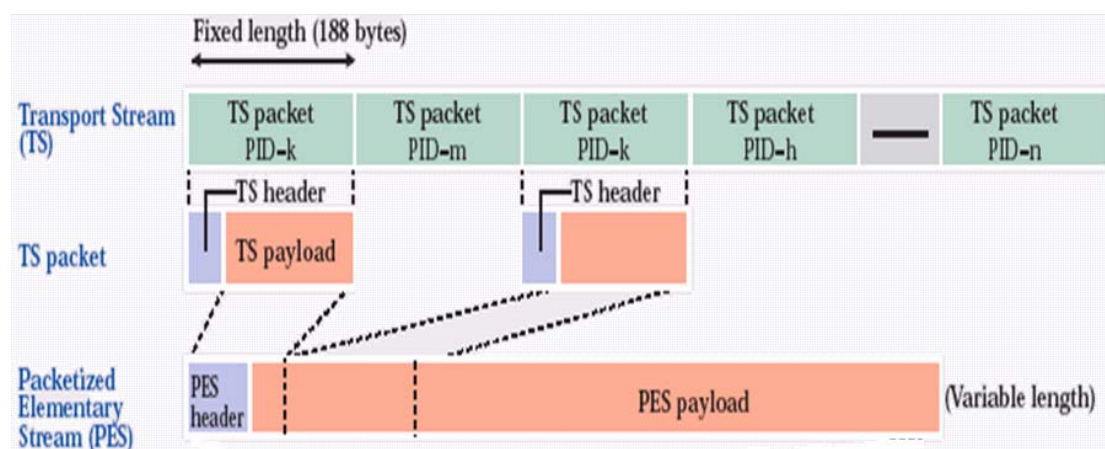 Fixed length (188 bytes)
Transport Stream
(TS)
TS packet
PID-k
TS packet
PID-m
TS packet
PID-k
TS packet
PID-h
TS packet
PID-n
TS header
TS header
TS packet
TS payload
Packetized
Elementary
Stream (PES)
PES
header
PES payload
(Variable length)